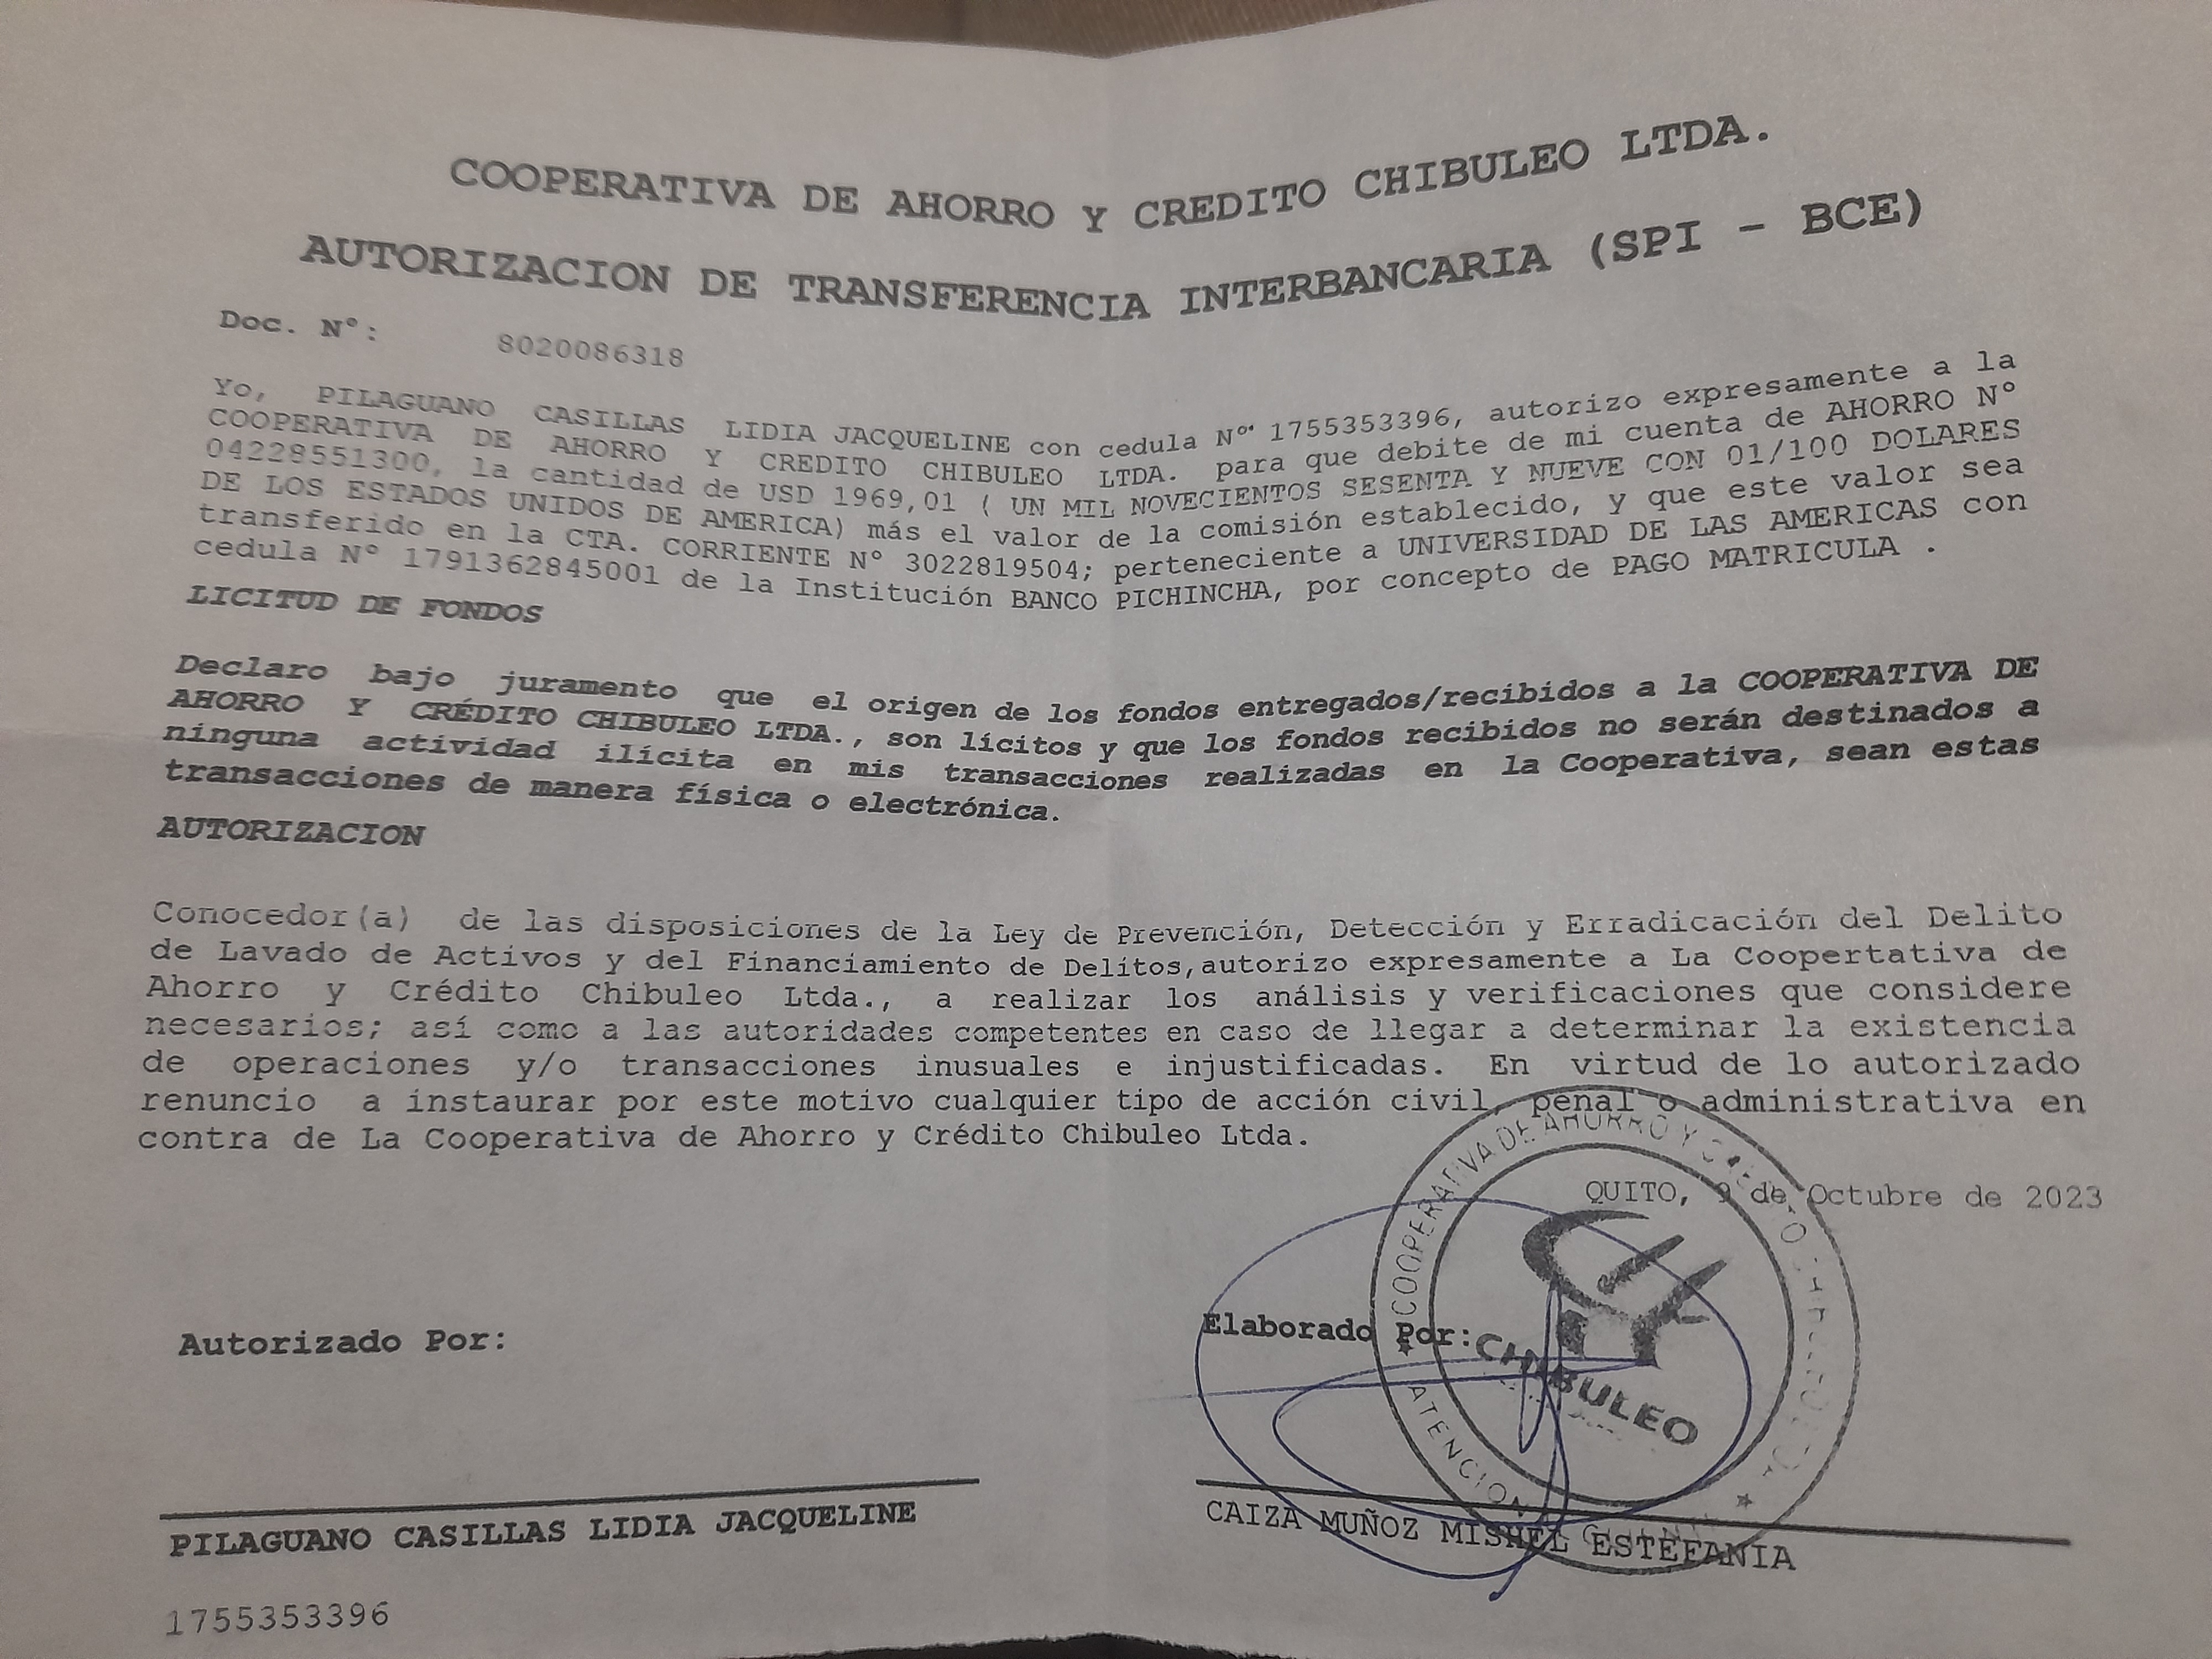 COOPERATIVA DE AHORRO Y CREDITO CHIBULEO LTDA.
AUTORIZACION DE TRANSFERENCIA INTERBANCARIA (SPI - BCE)
Doc. N°: 8020086318
Yo, PILAGUANO CASILLAS LIDIA JACQUELINE con cedula N° 1755353396, autorizo expresamente a la
COOPERATIVA DE AHORRO Y CREDITO CHIBULEO LTDA. para que debite de mi cuenta de AHORRO N°
04228551300, la cantidad de USD 1969,01 ( UN MIL NOVECIENTOS SESENTA Y NUEVE CON 01/100 DOLARES
DE LOS ESTADOS UNIDOS DE AMERICA) más el valor de la comisión establecido, y que este valor sea
transferido en la CTA. CORRIENTE N° 3022819504; perteneciente a UNIVERSIDAD DE LAS AMERICAS con
cedula N° 1791362845001 de la Institución BANCO PICHINCHA, por concepto de PAGO MATRICULA .
LICITUD DE FONDOS
Declaro bajo juramento que el origen de los fondos entregados/recibidos a la COOPERATIVA DE
AHORRO Y CRÉDITO CHIBULEO LTDA., son lícitos y que los fondos recibidos no serán destinados a
ninguna actividad ilícita en mis transacciones realizadas en la Cooperativa, sean estas
transacciones de manera física o electrónica.
AUTORIZACION
Conocedor(a) de las disposiciones de la Ley de Prevención, Detección y Erradicación del Delito
de Lavado de Activos y del Financiamiento de Delitos,autorizo expresamente a La Coopertativa de
Ahorro y Crédito Chibuleo Ltda., a realizar los análisis y verificaciones que considere
necesarios; así como a las autoridades competentes en caso de llegar a determinar la existencia
de operaciones y/o transacciones inusuales e injustificadas. En virtud de lo autorizado
renuncio a instaurar por este motivo cualquier tipo de acción civil, penal o administrativa en
contra de La Cooperativa de Ahorro y Crédito Chibuleo Ltda.
QUITO, 9 de Octubre de 2023
COOPERATIVA DE AHORRO Y
CHIBULEO
ATENCION
Autorizado Por:
Elaborado Por:
PILAGUANO CASILLAS LIDIA JACQUELINE
CAIZA MUÑOZ MISHEL ESTEFANIA
1755353396